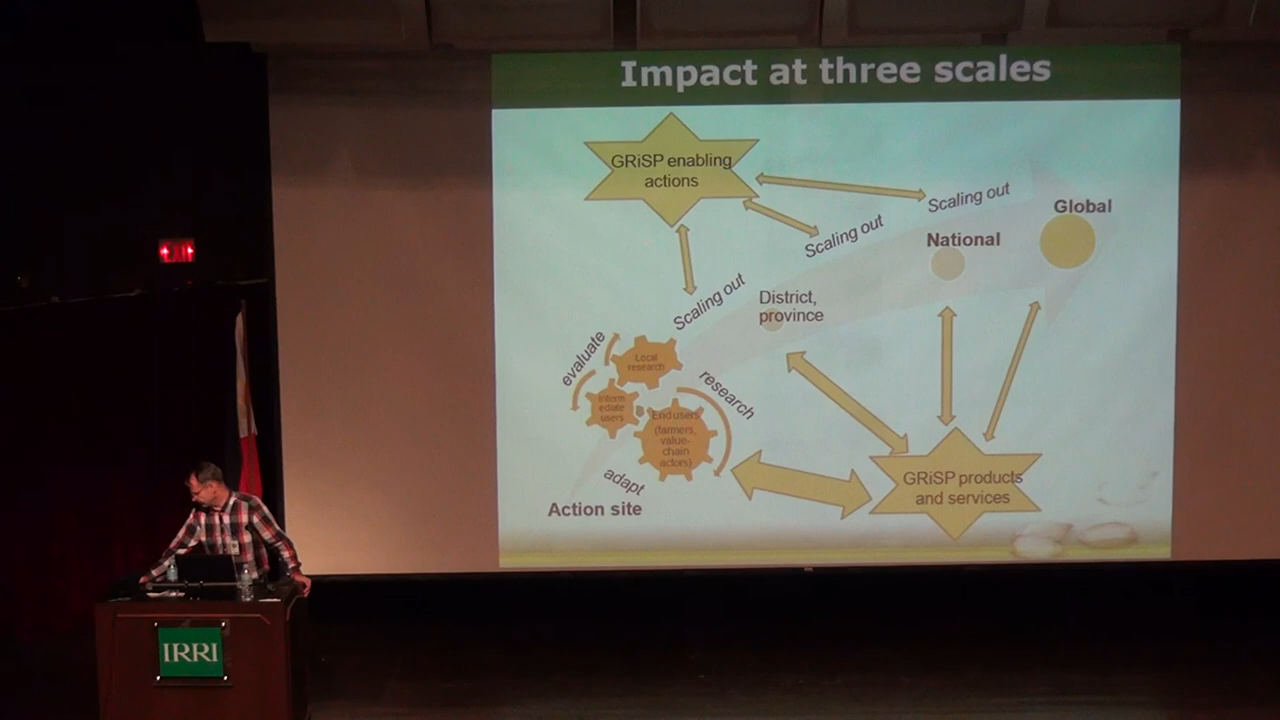 Impact at three scales
GRiSP enabling
actions
Scaling out
Global
Scaling out
National
Scaling out
District,
province
evaluate
Local
research
research
Interm
ediate
users
End users
(farmers,
value-
chain
actors)
adapt
Action site
GRiSP products
and services
EXIT
IRRI